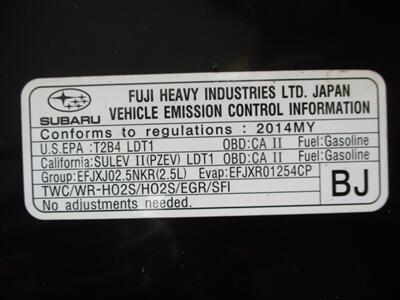 SUBARU
FUJI HEAVY INDUSTRIES LTD. JAPAN
VEHICLE EMISSION CONTROL INFORMATION
Conforms to regulations : 2014MY
U.S.EPA :T2B4 LDT1 OBD:CA II Fuel:Gasoline
California:SULEV II(PZEV) LDT1 OBD:CA II Fuel:Gasoline
Group:EFJXJ02.5NKR(2.5L) Evap:EFJXR01254CP
TWC/WR-HO2S/HO2S/EGR/SFI
No adjustments needed.
BJ